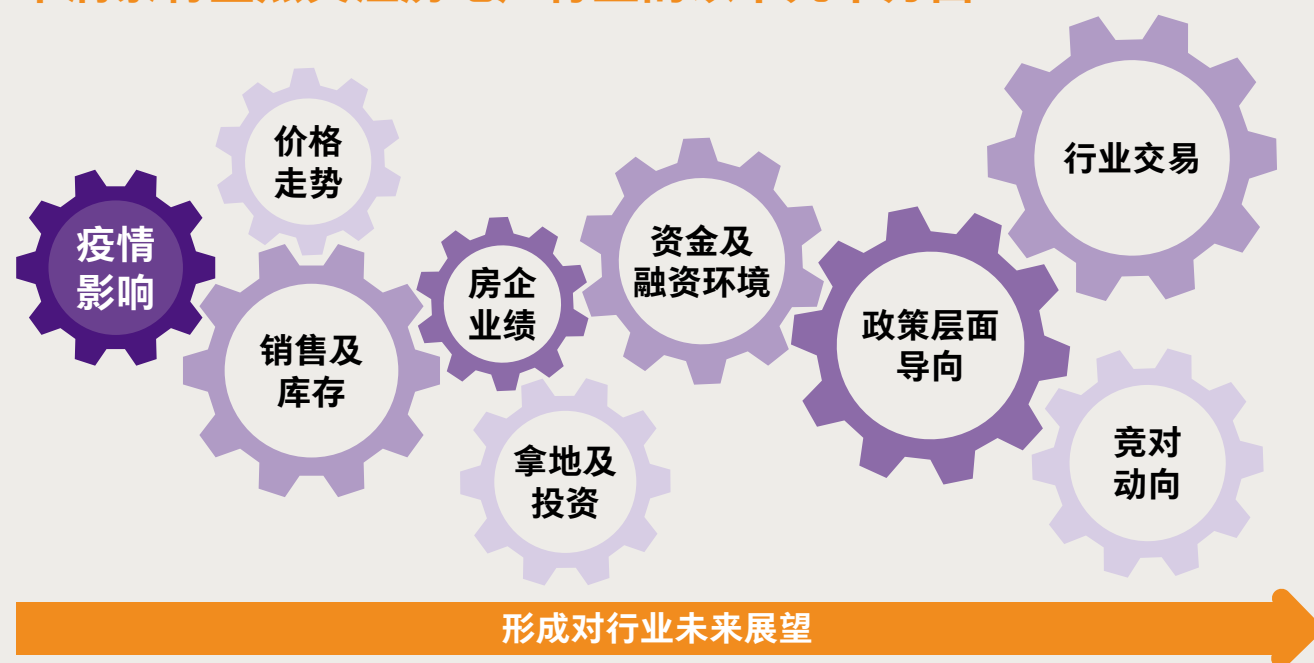 疫情
影响
价格
走势
销售及
库存
房企
业绩
拿地及
投资
资金及
融资环境
政策层面
导向
行业交易
竞对
动向
形成对行业未来展望